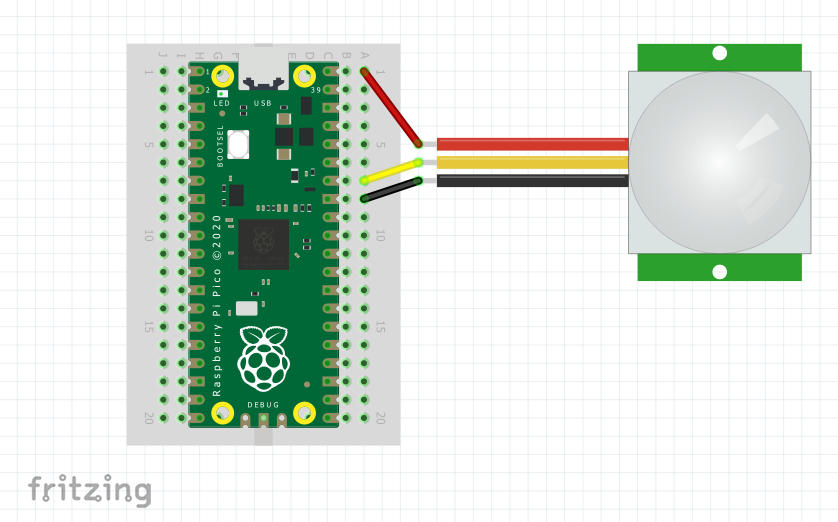 J I H G F E D C B A
1 1
1
2 39
LED USB
BOOTSEL
5 5
10 10
Raspberry Pi Pico ©2020
15 15
DEBUG
20 20
fritzing